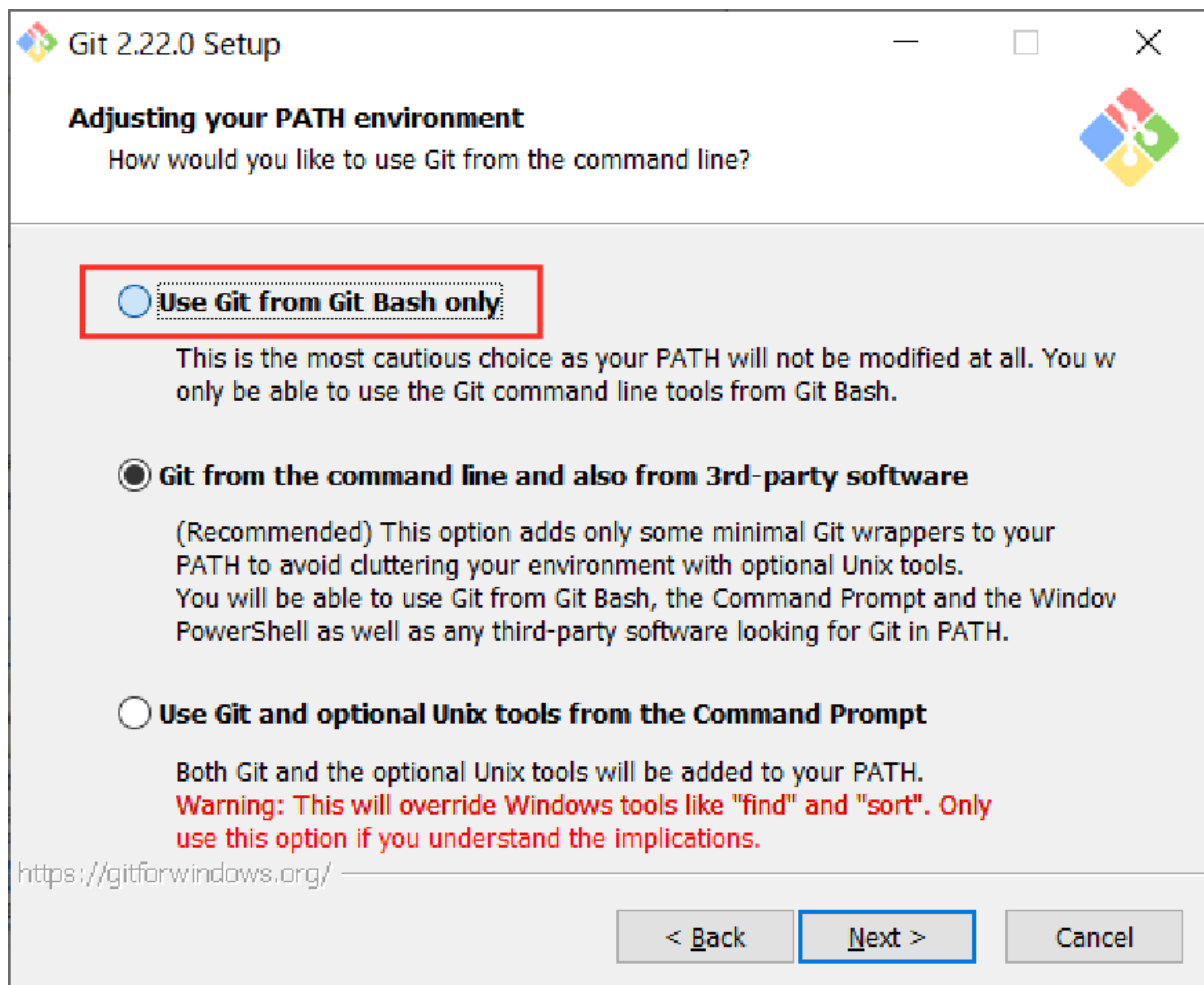 Git 2.22.0 Setup
Adjusting your PATH environment
How would you like to use Git from the command line?
Use Git from Git Bash only
This is the most cautious choice as your PATH will not be modified at all. You w
only be able to use the Git command line tools from Git Bash.
Git from the command line and also from 3rd-party software
(Recommended) This option adds only some minimal Git wrappers to your
PATH to avoid cluttering your environment with optional Unix tools.
You will be able to use Git from Git Bash, the Command Prompt and the Window
PowerShell as well as any third-party software looking for Git in PATH.
Use Git and optional Unix tools from the Command Prompt
Both Git and the optional Unix tools will be added to your PATH.
Warning: This will override Windows tools like "find" and "sort". Only
use this option if you understand the implications.
https://gitforwindows.org/
< Back Next > Cancel